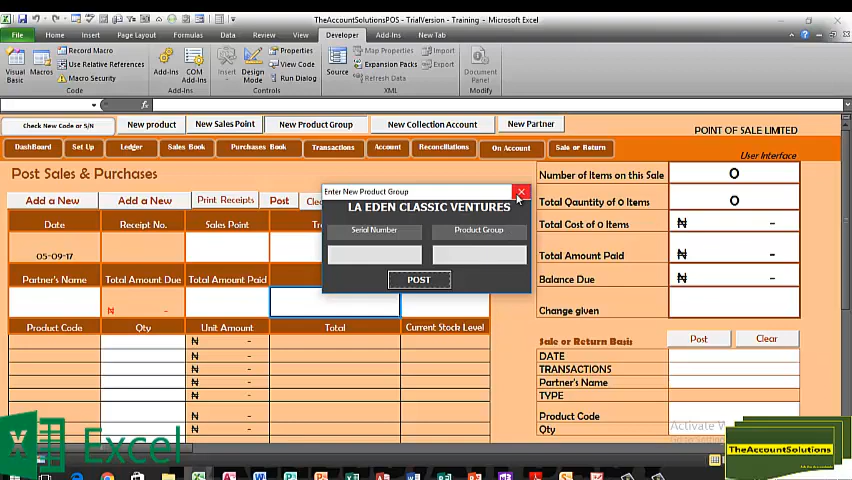 TheAccountSolutionsPOS - TrialVersion - Training - Microsoft Excel
File Home Insert Page Layout Formulas Data Review View Developer Add-Ins New Tab
Visual Basic
Macros
Record Macro
Use Relative References
Macro Security
Code
Add-Ins
COM Add-Ins
Add-Ins
Insert
Design Mode
Properties
View Code
Run Dialog
Controls
Source
Map Properties
Expansion Packs
Refresh Data
Import
Export
XML
Document Panel
Modify
fx
Check New Code or S/N New product New Sales Point New Product Group New Collection Account New Partner
POINT OF SALE LIMITED
DashBoard Set Up Ledger Sales Book Purchases Book Transactions Account Reconciliations On Account Sale or Return
User Interface
Post Sales & Purchases
Add a New Add a New Print Receipts Post
Date Receipt No. Sales Point
05-09-17
Partner's Name Total Amount Due Total Amount Paid
₦ -
Product Code Qty Unit Amount Total Current Stock Level
₦ -
₦ -
₦ -
₦ -
₦ -
₦ -
Enter New Product Group
LA EDEN CLASSIC VENTURES
Serial Number Product Group
POST
Number of Items on this Sale 0
Total Qauntity of 0 Items 0
Total Cost of 0 Items ₦ -
Total Amount Paid ₦ -
Balance Due ₦ -
Change given
Sale or Return Basis Post Clear
DATE
TRANSACTIONS
Partner's Name
TYPE
Product Code
Qty
Excel
TheAccountSolutions